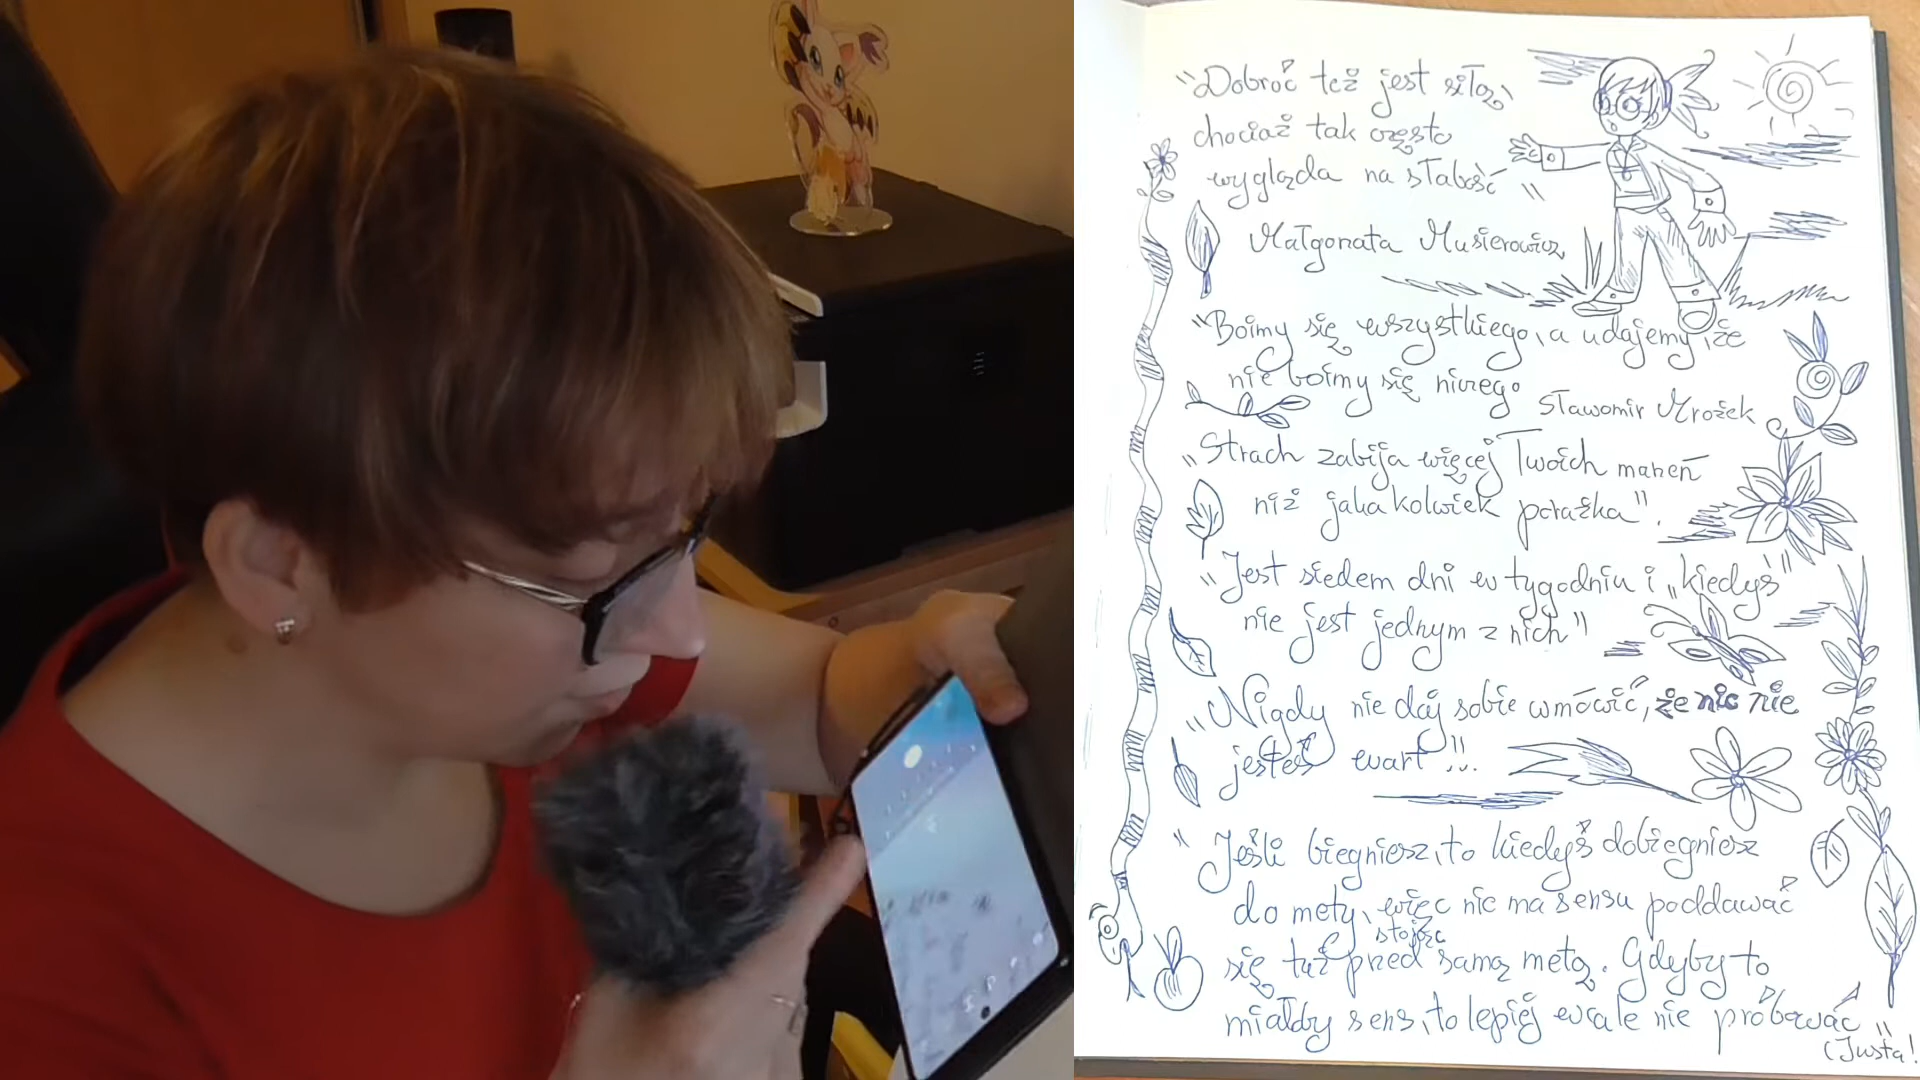 "Dobroć też jest siłą,
chociaż tak często
wygląda na słabość"
Małgorzata Musierowicz
"Boimy się wszystkiego, a udajemy, że
nie boimy się niczego
Sławomir Mrożek
"Strach zabija więcej Twoich marzeń
niż jakakolwiek porażka".
"Jest siedem dni w tygodniu i „kiedyś"
nie jest jednym z nich"
"Nigdy nie daj sobie wmówić, że nic nie
jesteś wart"!!..
"Jeśli biegniesz, to kiedyś dobiegniesz
do mety, więc nie ma sensu poddawać
stojąc
się tuż przed samą metą. Gdyby to
miałoby sens, to lepiej wcale nie próbować"
(Justa!